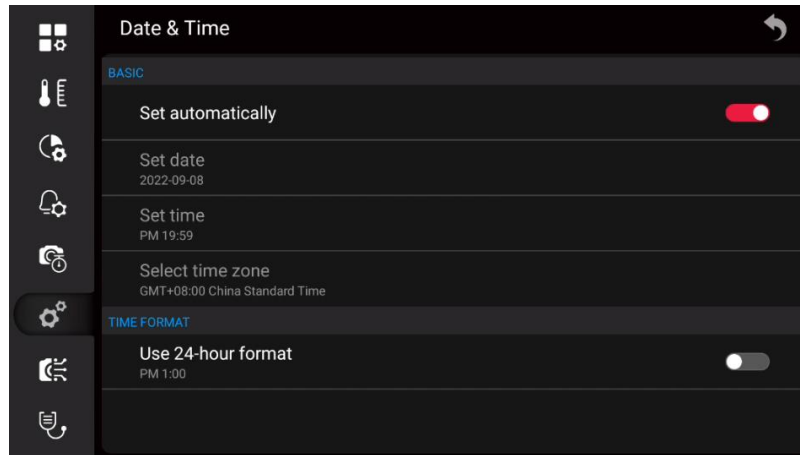 Date & Time
BASIC
Set automatically
Set date
2022-09-08
Set time
PM 19:59
Select time zone
GMT+08:00 China Standard Time
TIME FORMAT
Use 24-hour format
PM 1:00